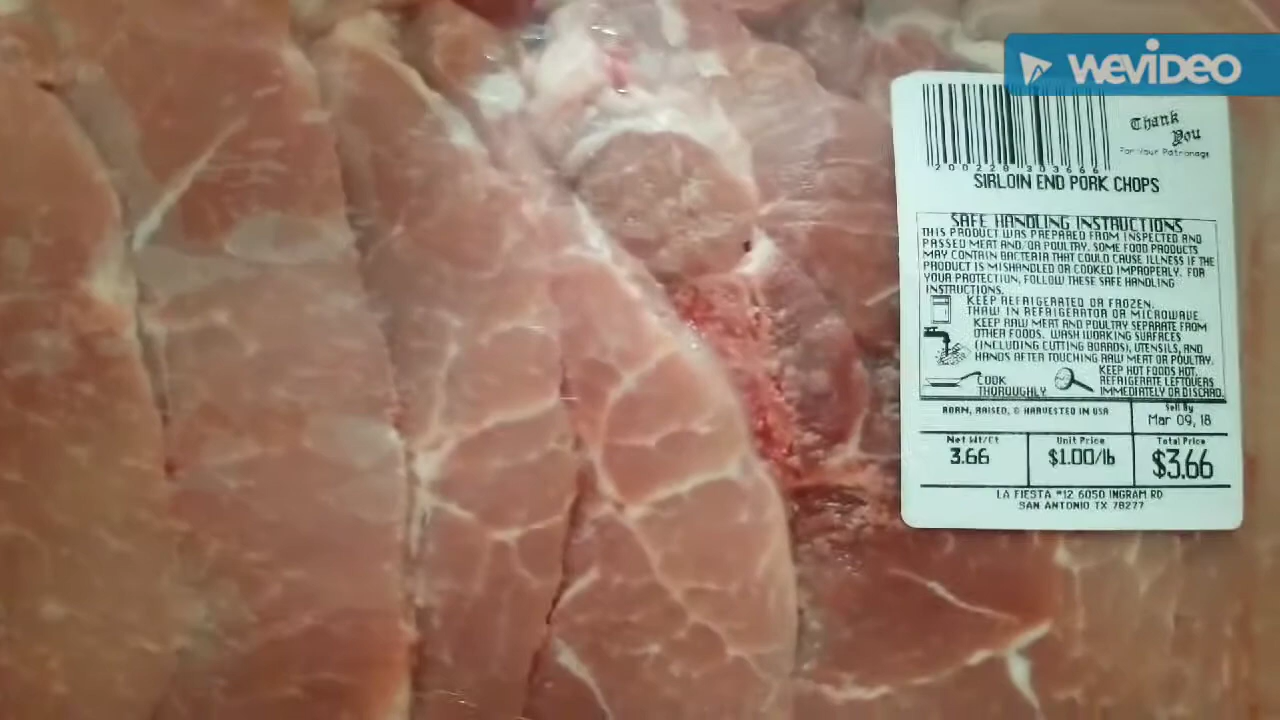 WEVIDEO
Thank
You
For Your Patronage
2 00228 303666
SIRLOIN END PORK CHOPS
SAFE HANDLING INSTRUCTIONS
THIS PRODUCT WAS PREPARED FROM INSPECTED AND
PASSED MEAT AND/OR POULTRY. SOME FOOD PRODUCTS
MAY CONTAIN BACTERIA THAT COULD CAUSE ILLNESS IF THE
PRODUCT IS MISHANDLED OR COOKED IMPROPERLY. FOR
YOUR PROTECTION, FOLLOW THESE SAFE HANDLING
INSTRUCTIONS.
KEEP REFRIGERATED OR FROZEN.
THAW IN REFRIGERATOR OR MICROWAVE.
KEEP RAW MEAT AND POULTRY SEPARATE FROM
OTHER FOODS. WASH WORKING SURFACES
(INCLUDING CUTTING BOARDS), UTENSILS, AND
HANDS AFTER TOUCHING RAW MEAT OR POULTRY.
COOK
THOROUGHLY.
KEEP HOT FOODS HOT.
REFRIGERATE LEFTOVERS
IMMEDIATELY OR DISCARD.
BORN, RAISED, & HARVESTED IN USA
Sell By
Mar 09, 18
Net Wt/Ct
3.66
Unit Price
$1.00/lb
Total Price
$3.66
LA FIESTA #12 6050 INGRAM RD
SAN ANTONIO TX 78277